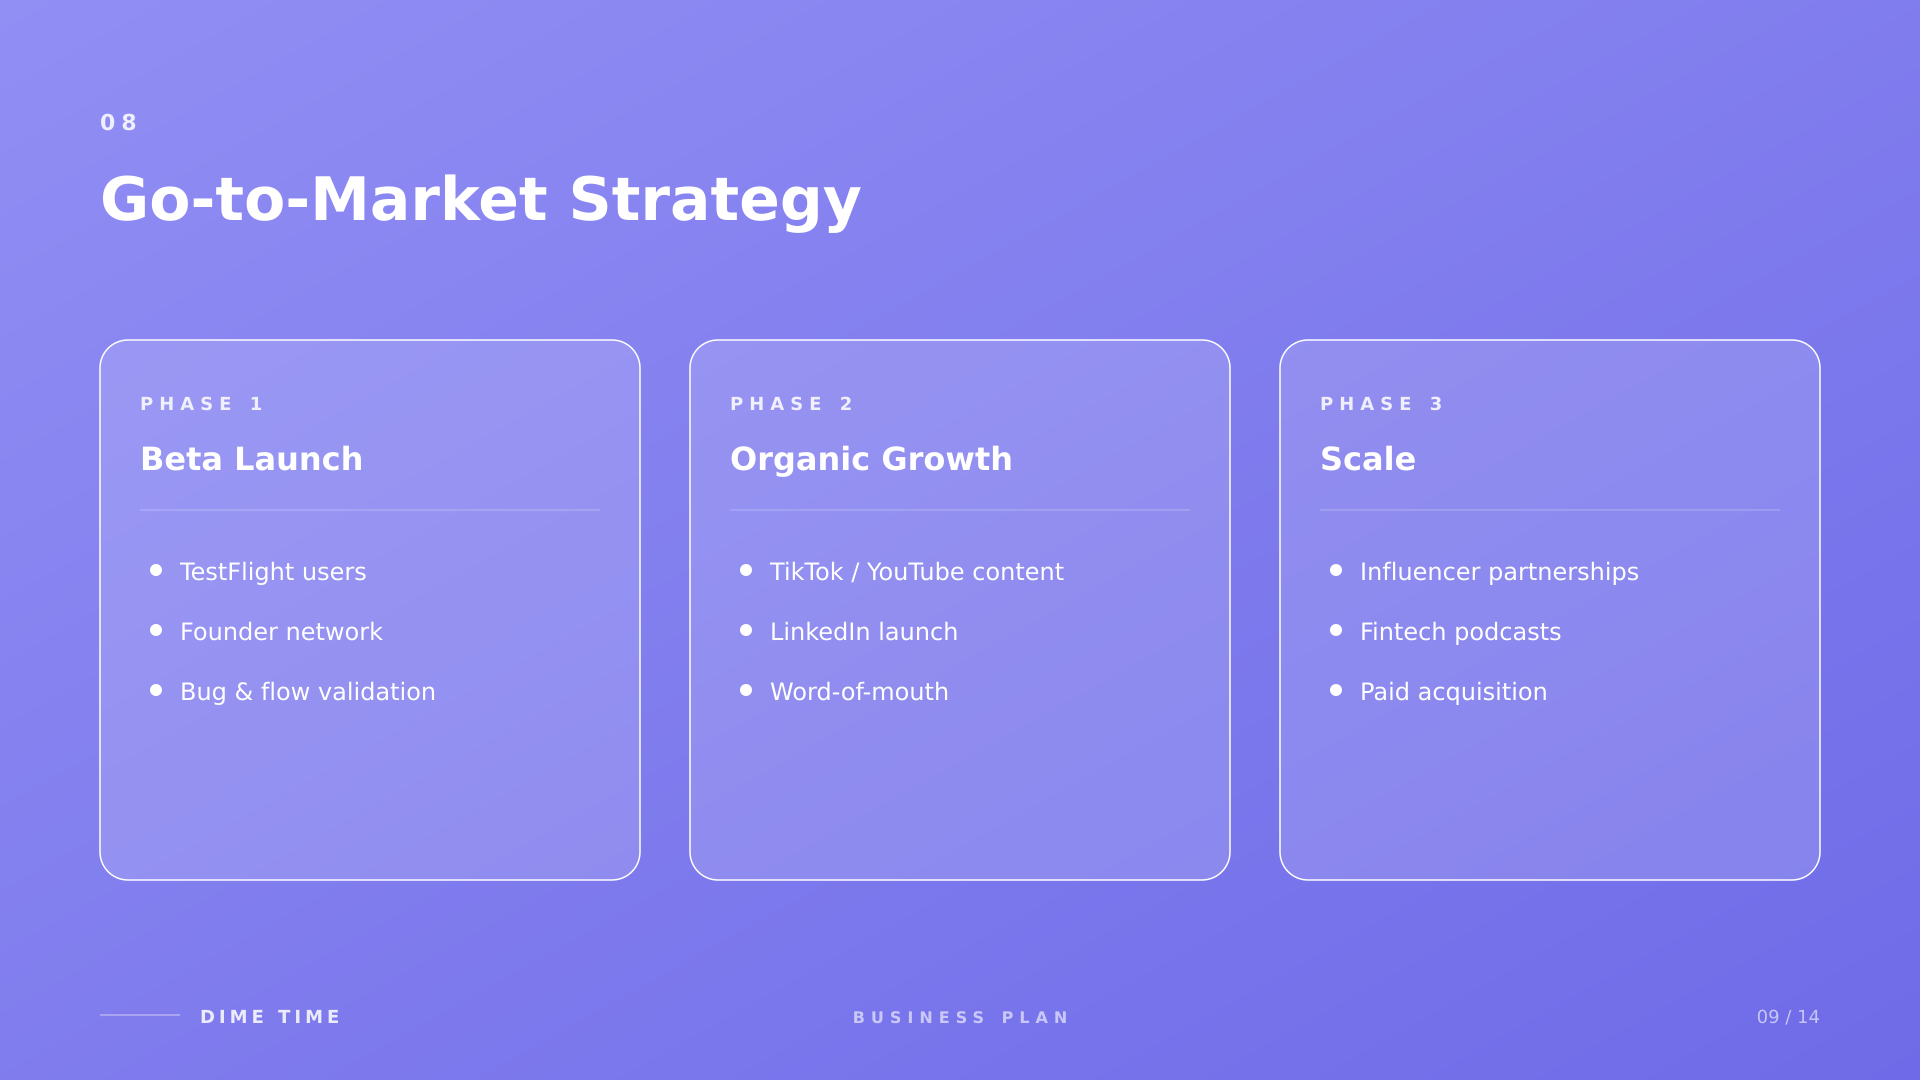 08
Go-to-Market Strategy
PHASE 1
Beta Launch
TestFlight users
Founder network
Bug & flow validation
PHASE 2
Organic Growth
TikTok / YouTube content
LinkedIn launch
Word-of-mouth
PHASE 3
Scale
Influencer partnerships
Fintech podcasts
Paid acquisition
DIME TIME
BUSINESS PLAN
09 / 14